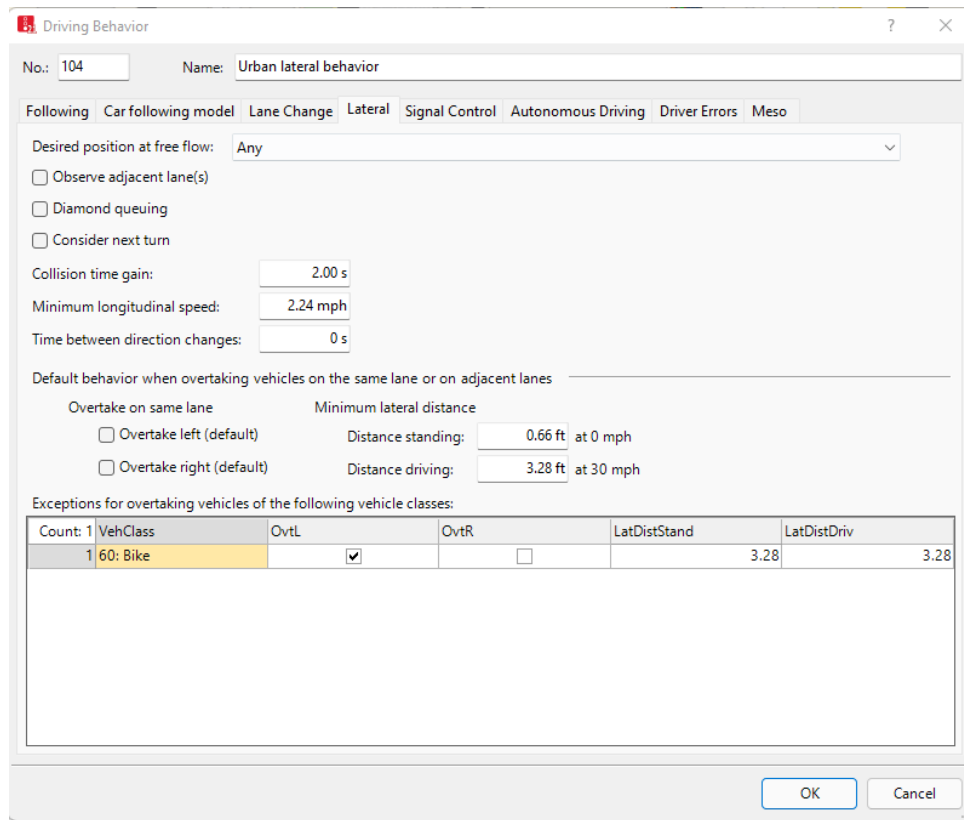 Driving Behavior ?
No.: 104 Name: Urban lateral behavior
Following Car following model Lane Change Lateral Signal Control Autonomous Driving Driver Errors Meso
Desired position at free flow: Any
Observe adjacent lane(s)
Diamond queuing
Consider next turn
Collision time gain: 2.00 s
Minimum longitudinal speed: 2.24 mph
Time between direction changes: 0 s
Default behavior when overtaking vehicles on the same lane or on adjacent lanes
Overtake on same lane Minimum lateral distance
Overtake left (default) Distance standing: 0.66 ft at 0 mph
Overtake right (default) Distance driving: 3.28 ft at 30 mph
Exceptions for overtaking vehicles of the following vehicle classes:
Count: 1 VehClass OvtL OvtR LatDistStand LatDistDriv
1 60: Bike 3.28 3.28
OK Cancel